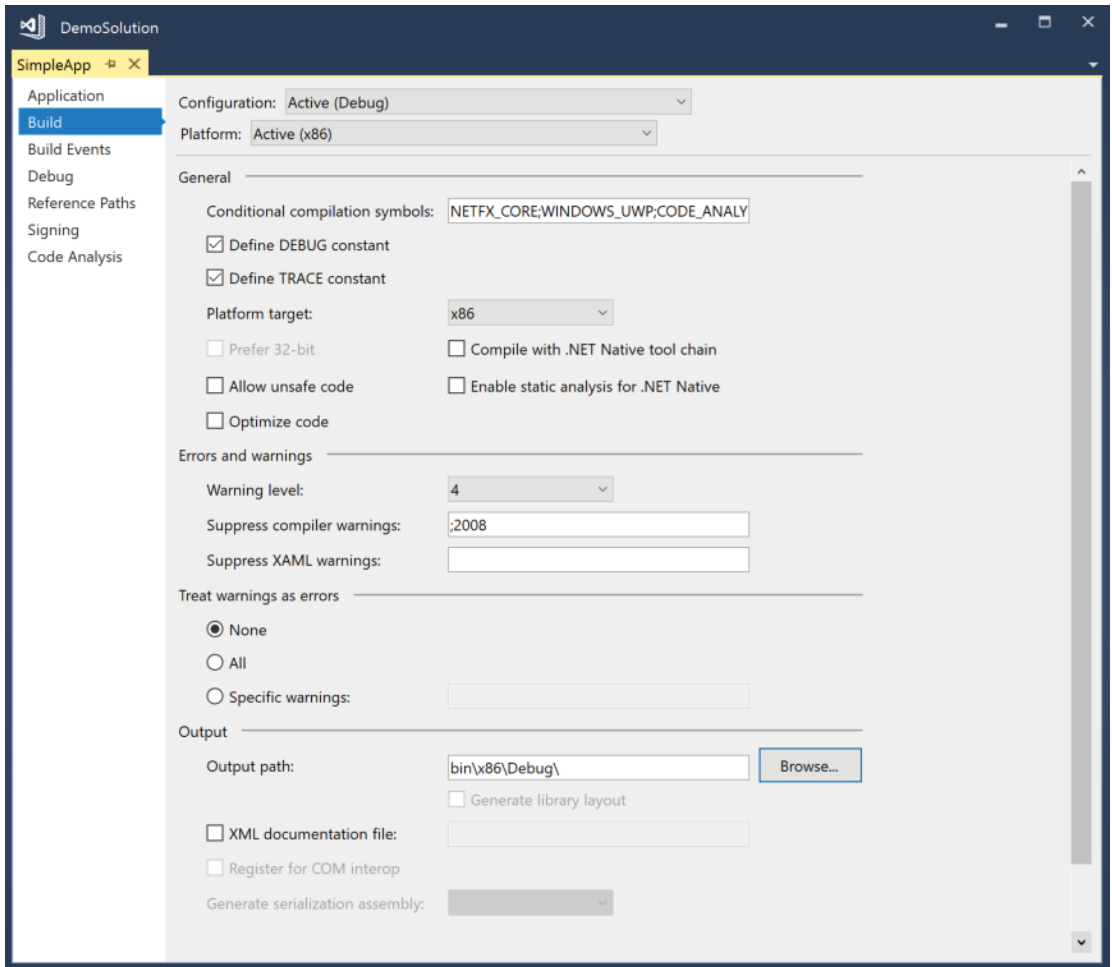 DemoSolution
SimpleApp
Application
Build
Build Events
Debug
Reference Paths
Signing
Code Analysis
Configuration: Active (Debug)
Platform: Active (x86)
General
Conditional compilation symbols: NETFX_CORE;WINDOWS_UWP;CODE_ANALY
Define DEBUG constant
Define TRACE constant
Platform target: x86
Prefer 32-bit Compile with .NET Native tool chain
Allow unsafe code Enable static analysis for .NET Native
Optimize code
Errors and warnings
Warning level: 4
Suppress compiler warnings: ;2008
Suppress XAML warnings:
Treat warnings as errors
None
All
Specific warnings:
Output
Output path: bin\x86\Debug\ Browse...
Generate library layout
XML documentation file:
Register for COM interop
Generate serialization assembly: